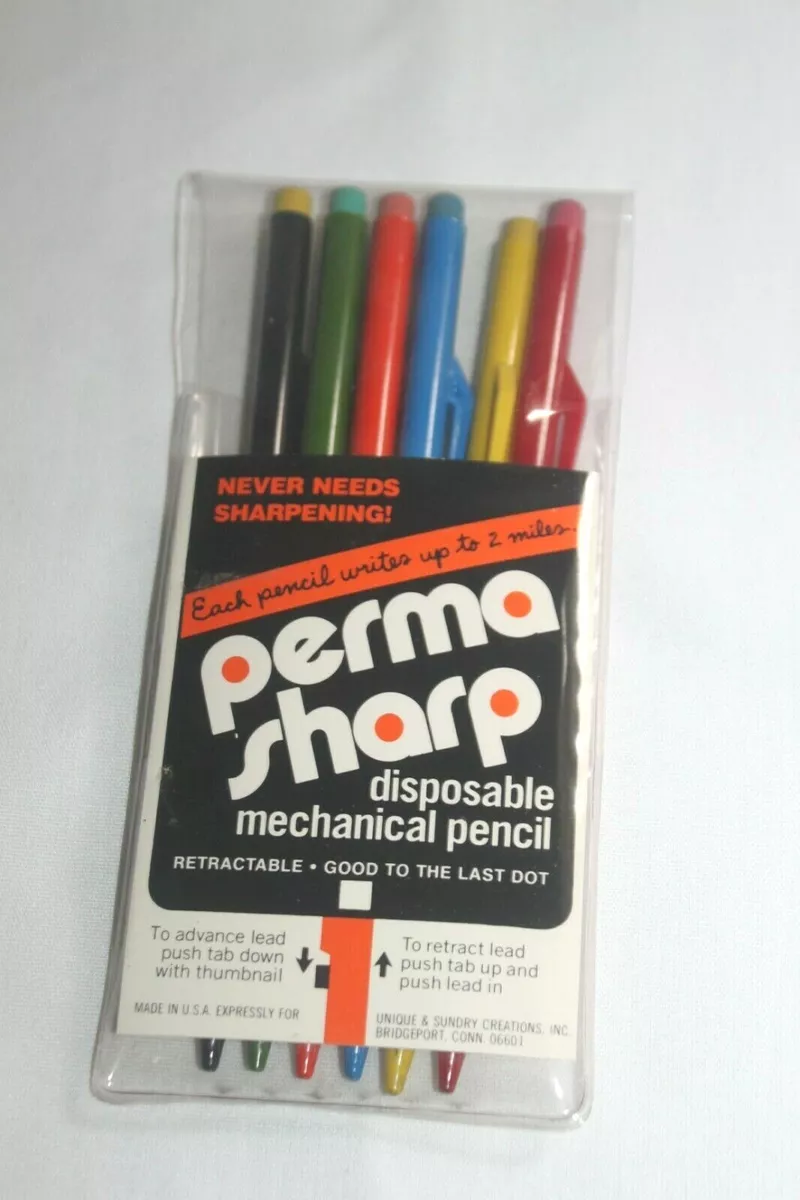 NEVER NEEDS
SHARPENING!
Each pencil writes up to 2 miles.
perma
sharp
disposable
mechanical pencil
RETRACTABLE • GOOD TO THE LAST DOT
To advance lead
push tab down
with thumbnail
To retract lead
push tab up and
push lead in
MADE IN U.S.A. EXPRESSLY FOR
UNIQUE & SUNDRY CREATIONS, INC.
BRIDGEPORT, CONN. 06601